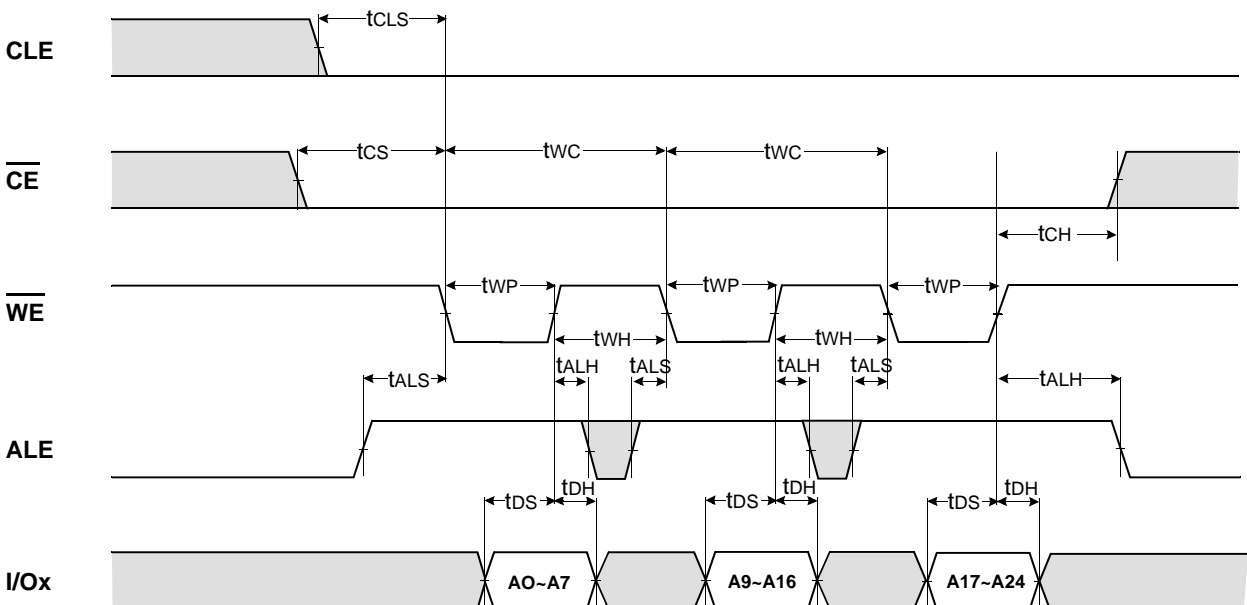 CLE
tCLS
CE
tCS
tWC
tWC
tCH
WE
tWP
tWP
tWP
tWH
tWH
tALS
tALH
tALS
tALH
tALS
tALH
ALE
tDS
tDH
tDS
tDH
tDS
tDH
I/Ox
AO~A7
A9~A16
A17~A24